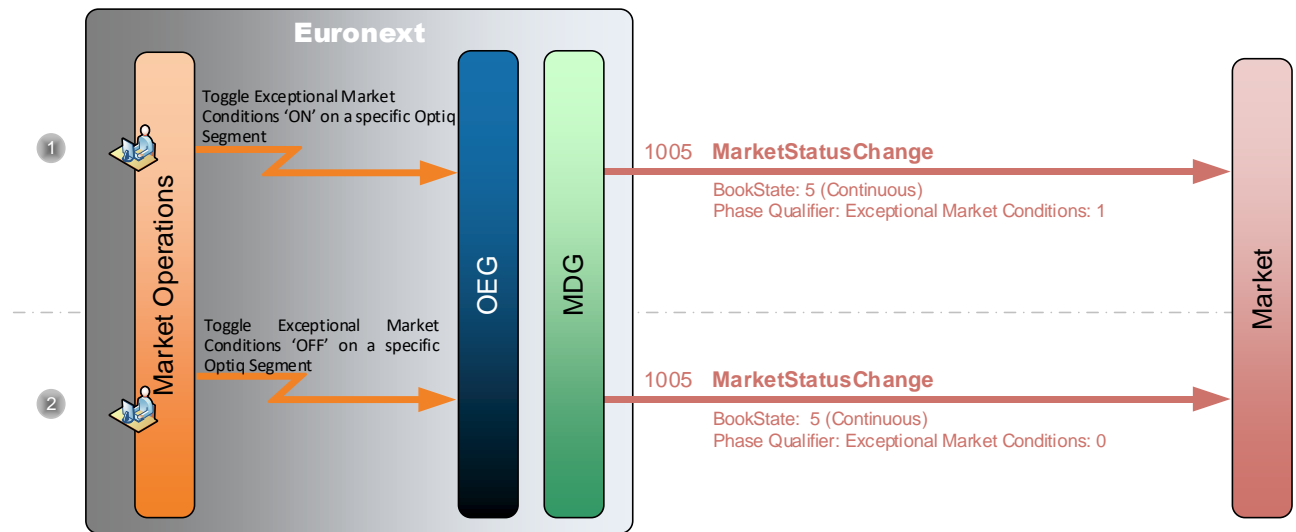 Euronext
Toggle Exceptional Market
Conditions ‘ON’ on a specific Optiq
Segment
1
1005 MarketStatusChange
BookState: 5 (Continuous)
Phase Qualifier: Exceptional Market Conditions: 1
Market Operations
OEG
MDG
Market
Toggle Exceptional Market
Conditions ‘OFF’ on a specific
Optiq Segment
2
1005 MarketStatusChange
BookState: 5 (Continuous)
Phase Qualifier: Exceptional Market Conditions: 0